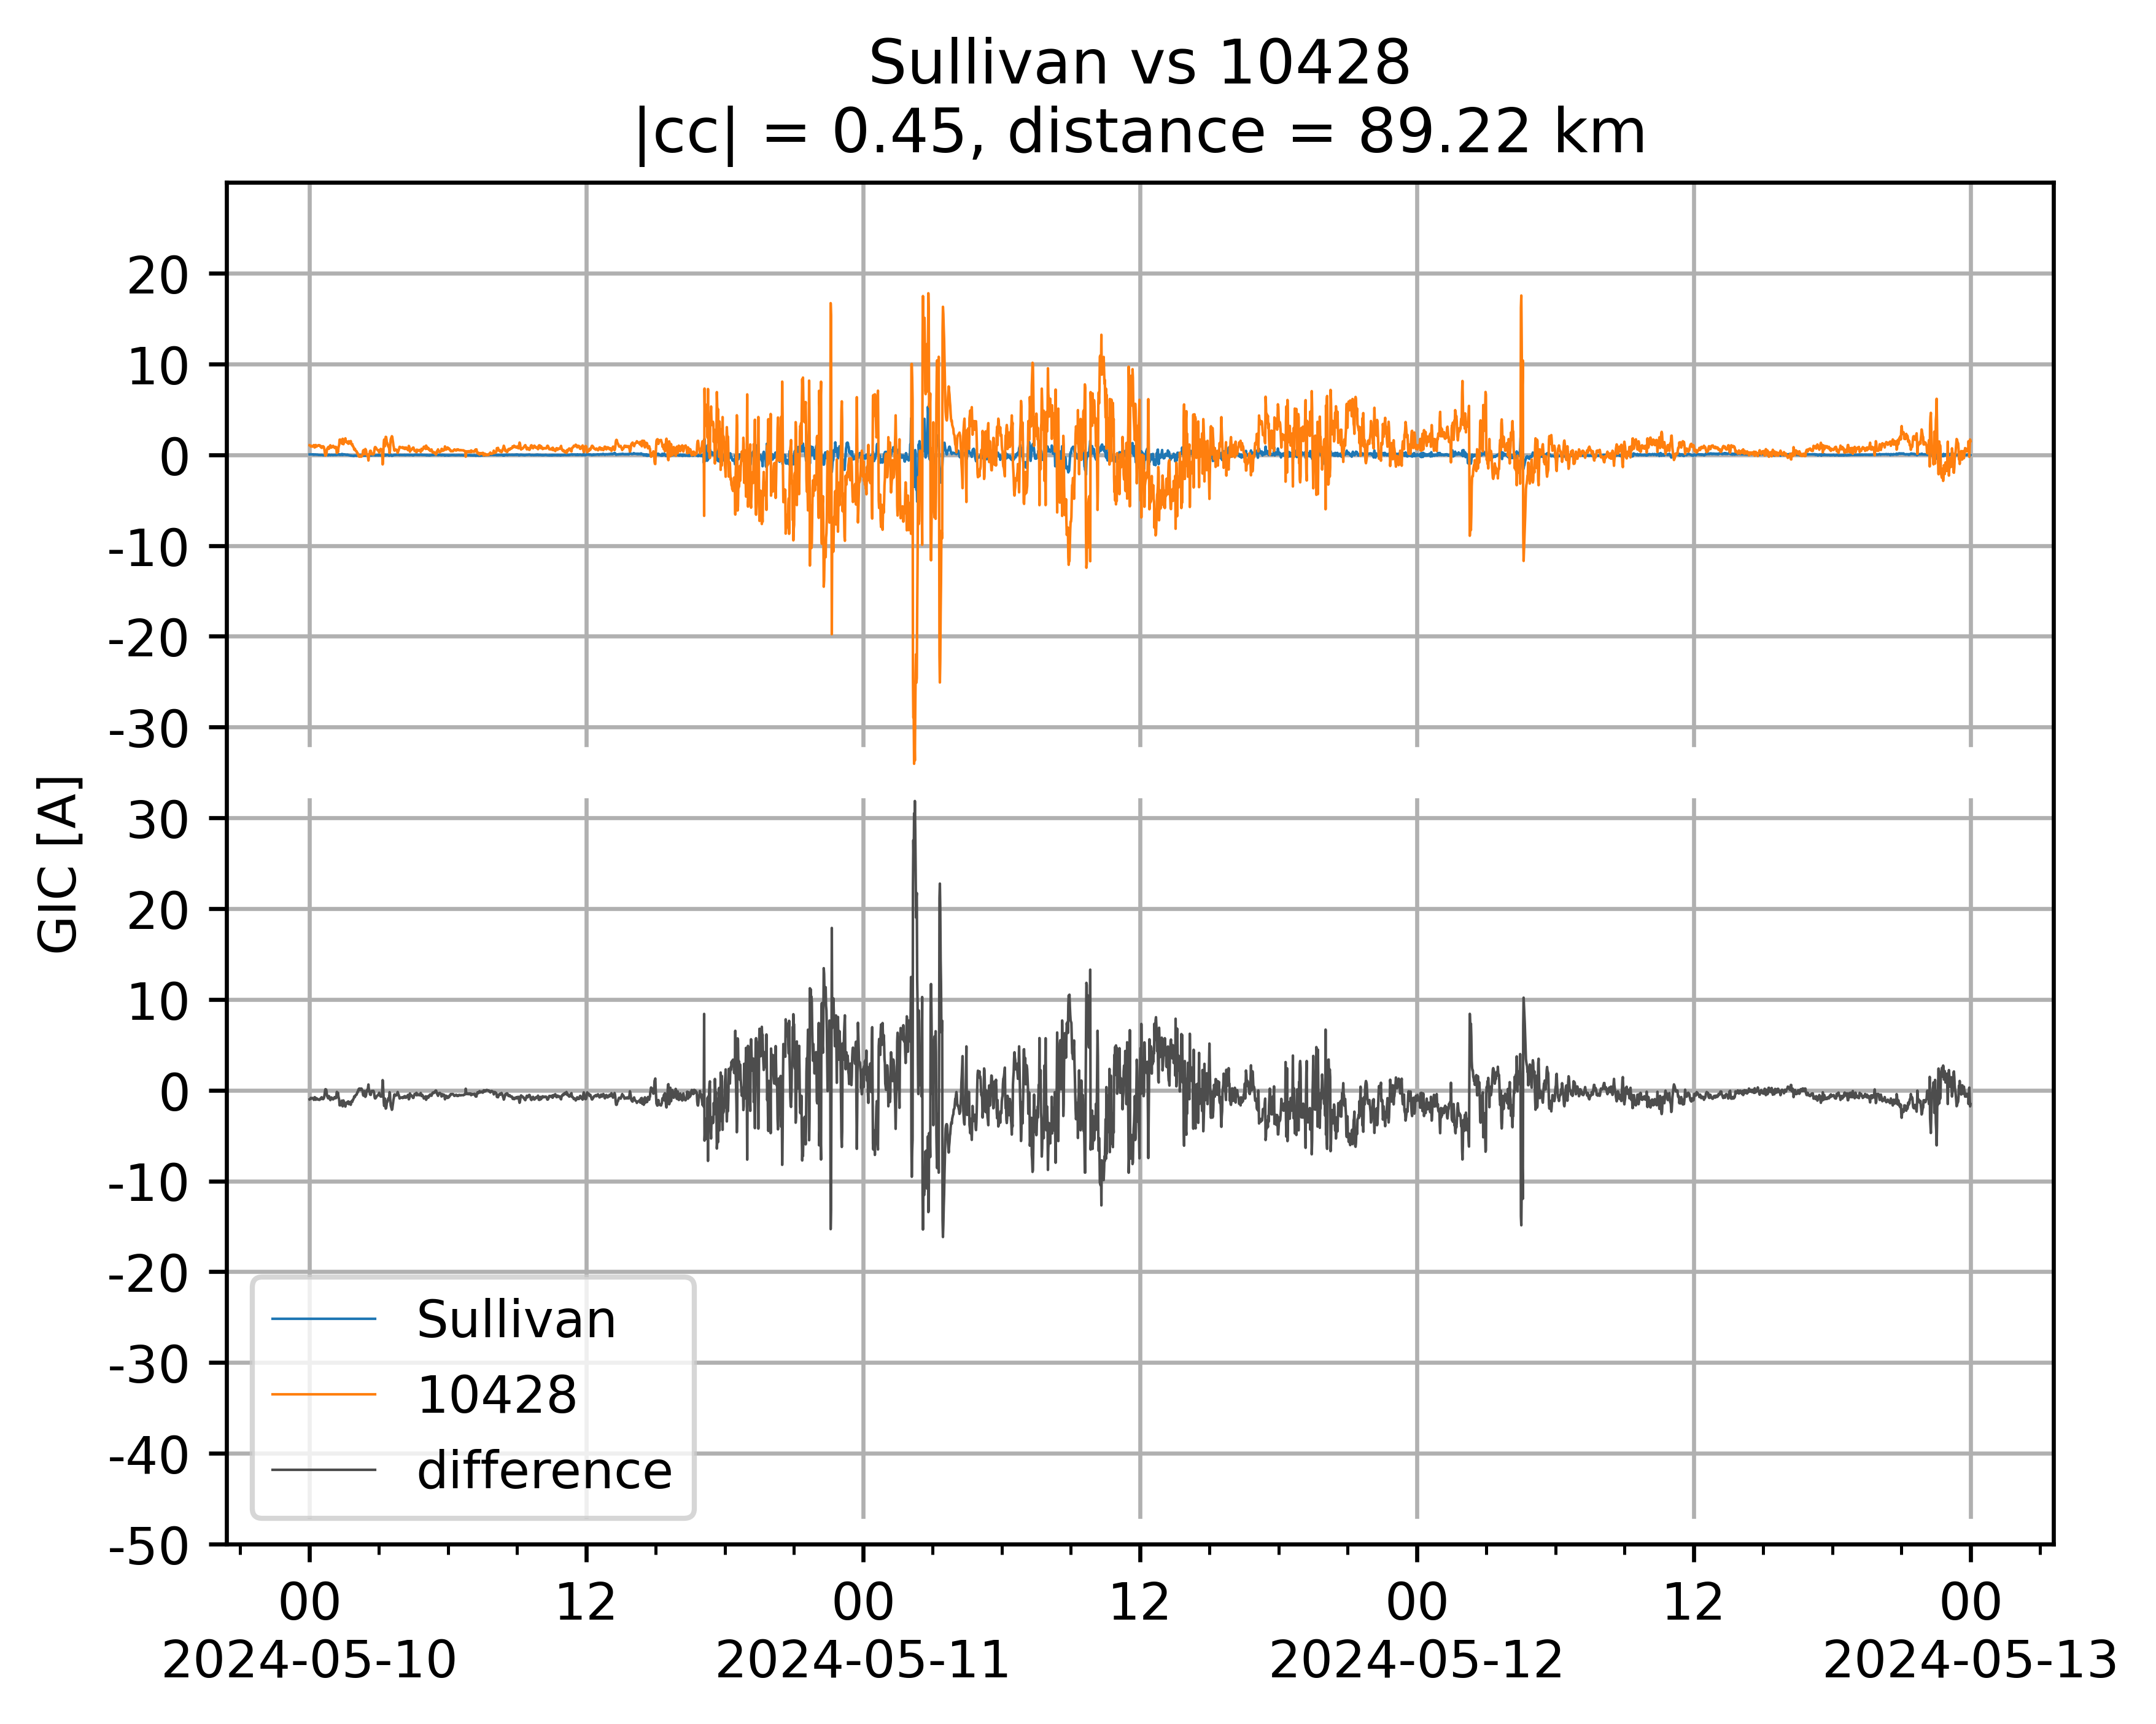 Sullivan vs 10428
|cc| = 0.45, distance = 89.22 km
GIC [A]
20
10
0
-10
-20
-30
30
20
10
0
-10
-20
-30
-40
-50
Sullivan
10428
difference
00 12 00 12 00 12 00
2024-05-10 2024-05-11 2024-05-12 2024-05-13